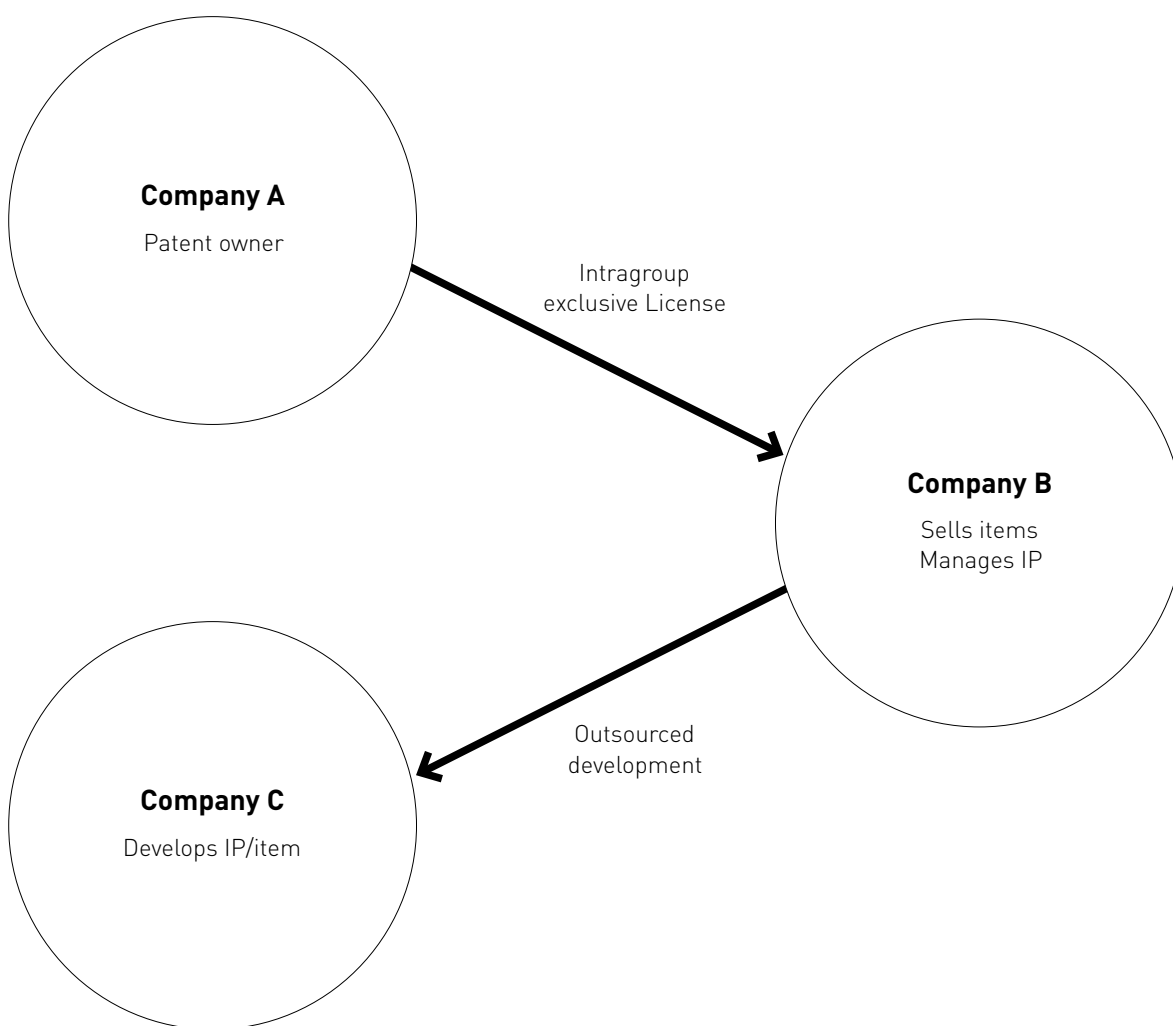 Company A
Patent owner
Intragroup
exclusive License
Company B
Sells items
Manages IP
Outsourced
development
Company C
Develops IP/item